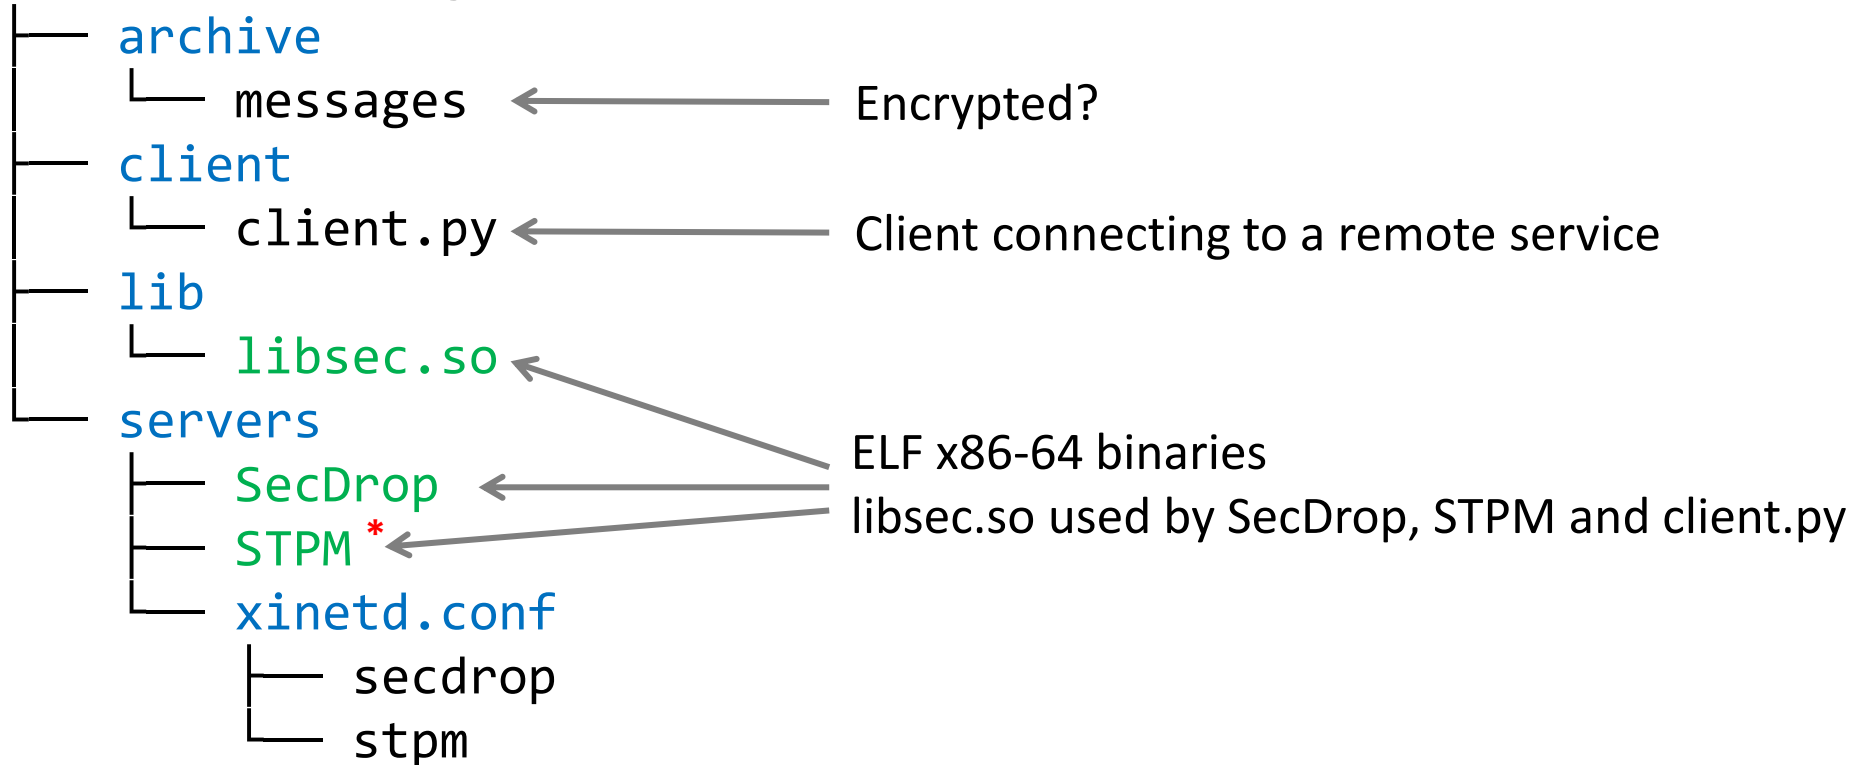 archive
messages
Encrypted?
client
client.py
Client connecting to a remote service
lib
libsec.so
servers
ELF x86-64 binaries
SecDrop
libsec.so used by SecDrop, STPM and client.py
STPM *
xinetd.conf
secdrop
stpm